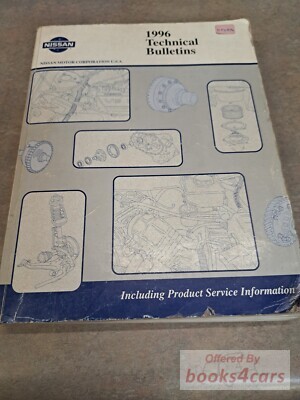 1996
Technical
Bulletins
NISSAN
NISSAN MOTOR CORPORATION U.S.A.
Including Product Service Information
Offered By
books4cars